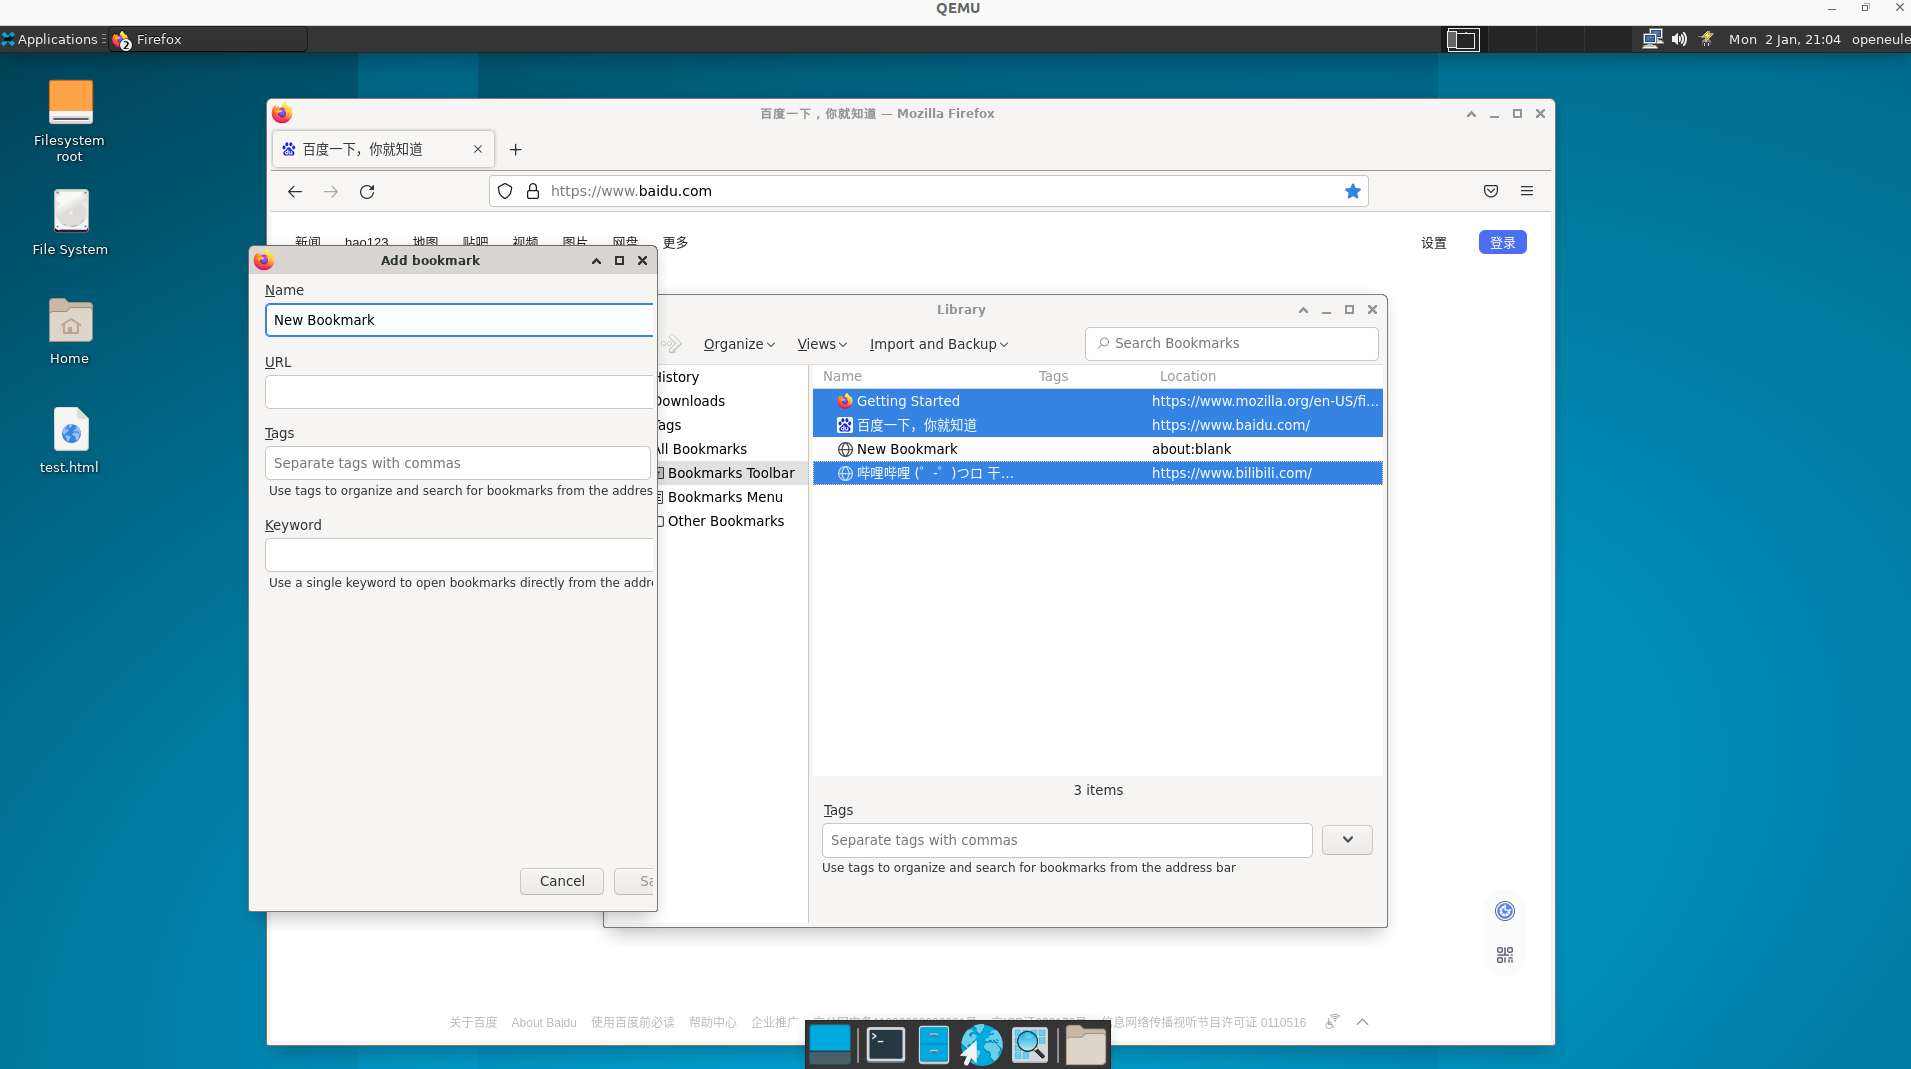 QEMU
Applications
2
Firefox
Mon 2 Jan, 21:04
openeule
Filesystem
root
File System
Home
test.html
百度一下，你就知道 — Mozilla Firefox
百度一下，你就知道
https://www.baidu.com
新闻
hao123
地图
贴吧
视频
图片
网盘
更多
设置
登录
Add bookmark
Name
New Bookmark
URL
Tags
Separate tags with commas
Use tags to organize and search for bookmarks from the addres
Keyword
Use a single keyword to open bookmarks directly from the addr
Cancel
Sa
Library
Organize
Views
Import and Backup
Search Bookmarks
History
Downloads
Tags
All Bookmarks
Bookmarks Toolbar
Bookmarks Menu
Other Bookmarks
Name
Tags
Location
Getting Started
https://www.mozilla.org/en-US/fi…
百度一下，你就知道
https://www.baidu.com/
New Bookmark
about:blank
哔哩哔哩 (゜-゜)つロ 干…
https://www.bilibili.com/
3 items
Tags
Separate tags with commas
Use tags to organize and search for bookmarks from the address bar
关于百度
About Baidu
使用百度前必读
帮助中心
企业推广
信息网络传播视听节目许可证 0110516